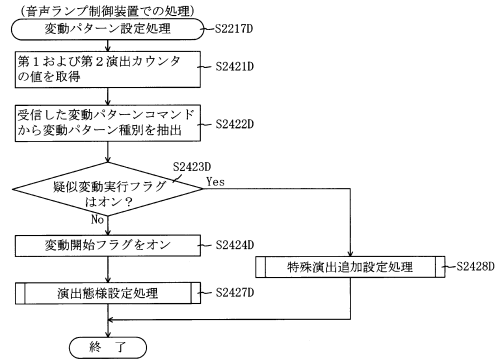 (音声ランプ制御装置での処理)
変動パターン設定処理
S2217D
第1および第2演出カウンタ
の値を取得
S2421D
受信した変動パターンコマンド
から変動パターン種別を抽出
S2422D
S2423D
疑似変動実行フラグ
はオン?
Yes
No
変動開始フラグをオン
S2424D
特殊演出追加設定処理
S2428D
演出態様設定処理
S2427D
終 了